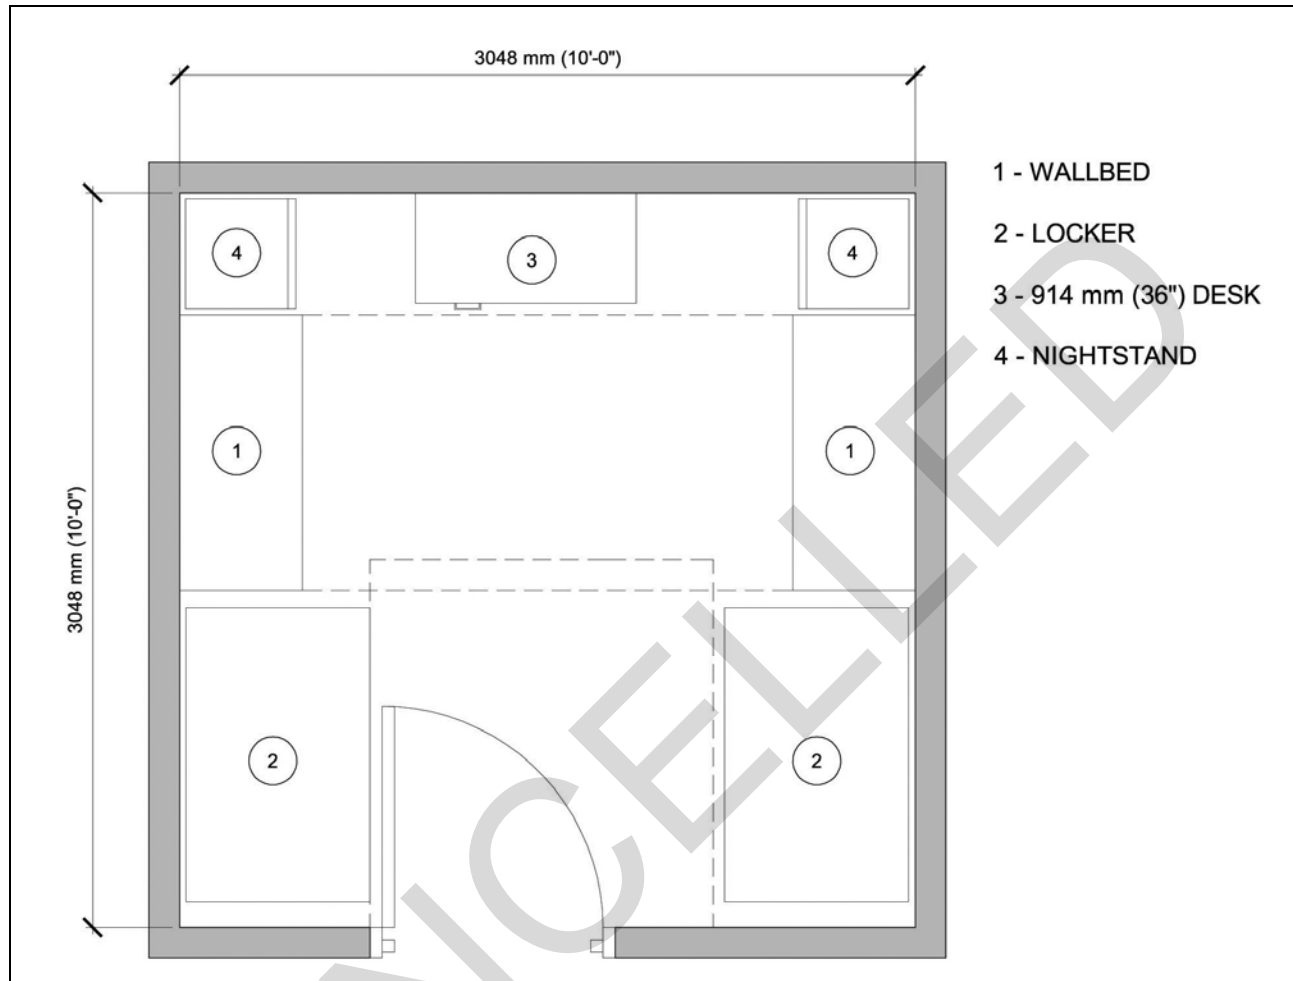 3048 mm (10'-0")
1 - WALLBED
2 - LOCKER
3 - 914 mm (36") DESK
4 - NIGHTSTAND
4
3
4
1
1
3048 mm (10'-0")
2
2
NCELLED